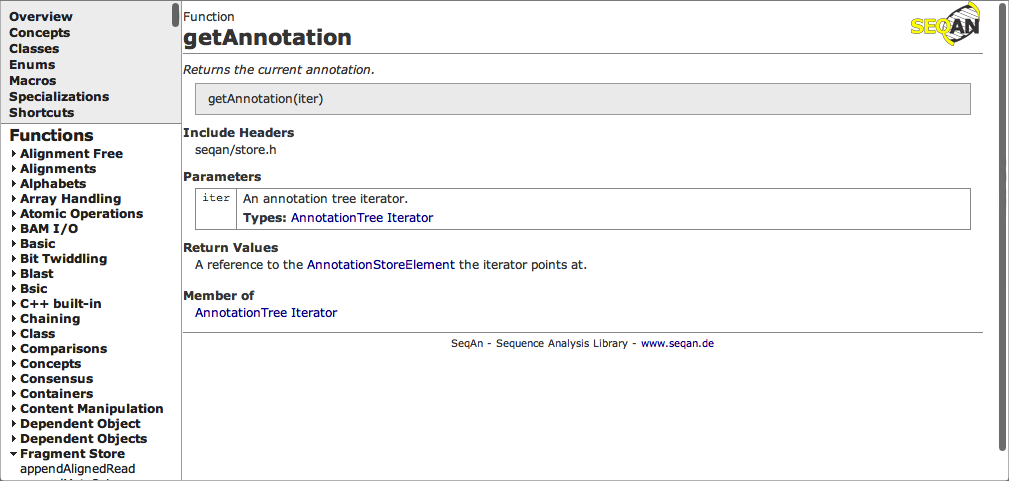 Overview
Concepts
Classes
Enums
Macros
Specializations
Shortcuts
Functions
Alignment Free
Alignments
Alphabets
Array Handling
Atomic Operations
BAM I/O
Basic
Bit Twiddling
Blast
Bsic
C++ built-in
Chaining
Class
Comparisons
Concepts
Consensus
Containers
Content Manipulation
Dependent Object
Dependent Objects
Fragment Store
appendAlignedRead
Function
getAnnotation
SEQAN
Returns the current annotation.
getAnnotation(iter)
Include Headers
seqan/store.h
Parameters
iter An annotation tree iterator.
Types: AnnotationTree Iterator
Return Values
A reference to the AnnotationStoreElement the iterator points at.
Member of
AnnotationTree Iterator
SeqAn - Sequence Analysis Library - www.seqan.de